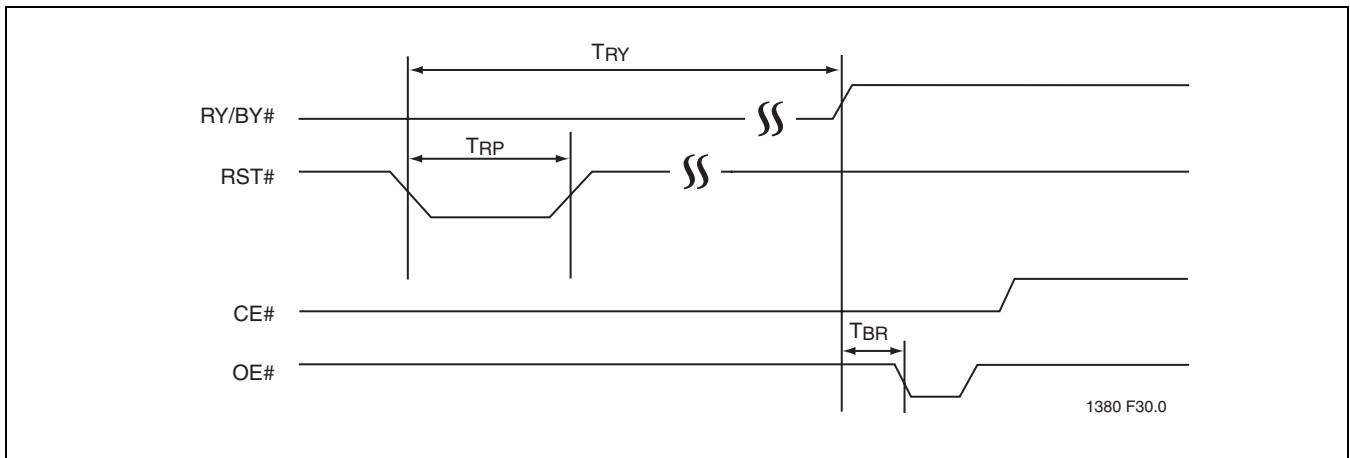 TRY
RY/BY#
TRP
RST#
CE#
TBR
OE#
1380 F30.0